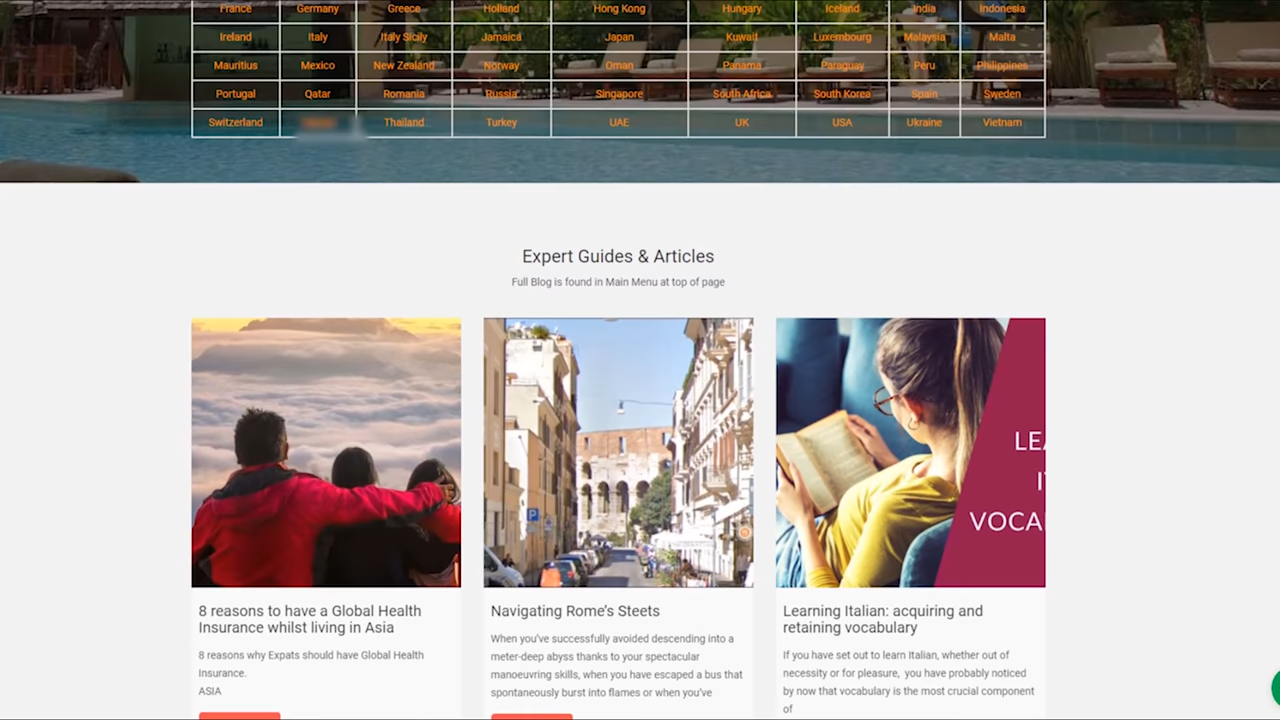 France Germany Greece Holland Hong Kong Hungary Iceland India Indonesia
Ireland Italy Italy Sicily Jamaica Japan Kuwait Luxembourg Malaysia Malta
Mauritius Mexico New Zealand Norway Oman Panama Paraguay Peru Philippines
Portugal Qatar Romania Russia Singapore South Africa South Korea Spain Sweden
Switzerland Thailand Turkey UAE UK USA Ukraine Vietnam
Expert Guides & Articles
Full Blog is found in Main Menu at top of page
P
LEA
VOCA
8 reasons to have a Global Health
Insurance whilst living in Asia
8 reasons why Expats should have Global Health
Insurance.
ASIA
Navigating Rome's Steets
When you've successfully avoided descending into a
meter-deep abyss thanks to your spectacular
manoeuvring skills, when you have escaped a bus that
spontaneously burst into flames or when you've
Learning Italian: acquiring and
retaining vocabulary
If you have set out to learn Italian, whether out of
necessity or for pleasure, you have probably noticed
by now that vocabulary is the most crucial component
of